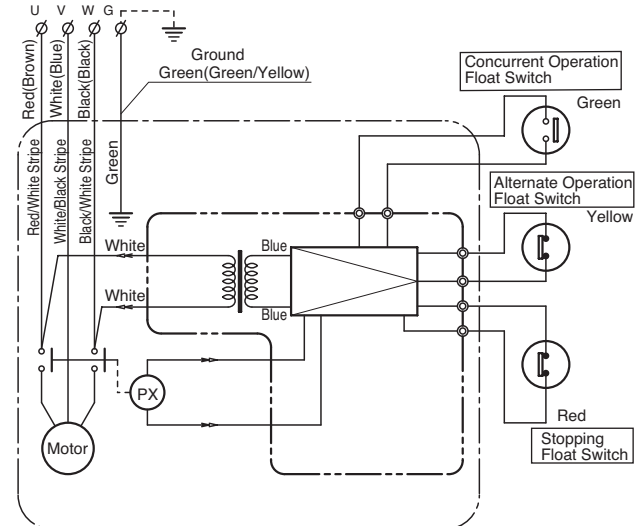 U V W G
Red(Brown)
White(Blue)
Black(Black)
Ground
Green(Green/Yellow)
Concurrent Operation
Float Switch
Green
Red/White Stripe
White/Black Stripe
Black/White Stripe
Green
Alternate Operation
Float Switch
Yellow
White
Blue
White
Blue
PX
Motor
Red
Stopping
Float Switch